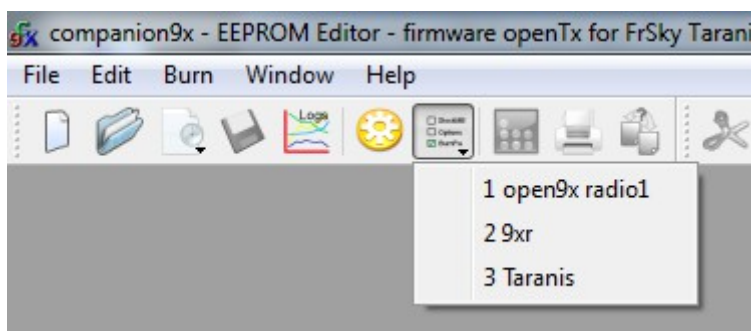 companion9x - EEPROM Editor - firmware openTx for FrSky Tarani
File Edit Burn Window Help
Logs
1 open9x radio1
2 9xr
3 Taranis